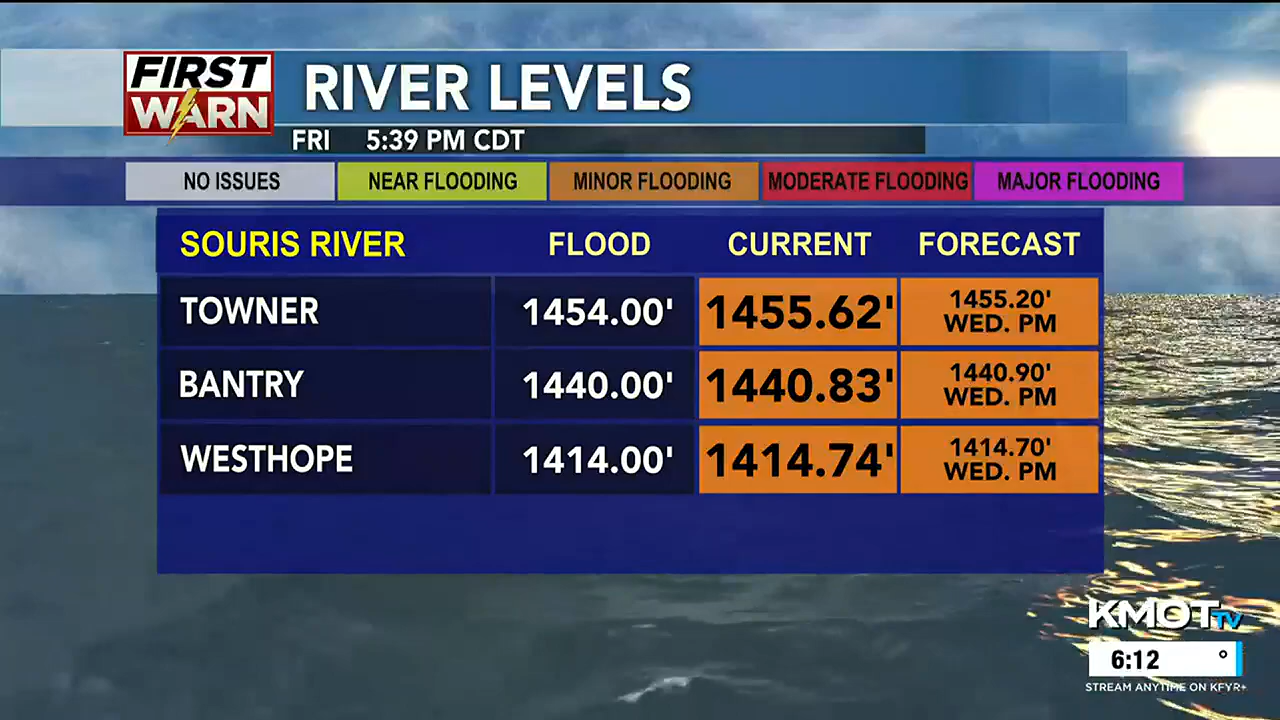 FIRST
WARN
RIVER LEVELS
FRI 5:39 PM CDT
NO ISSUES NEAR FLOODING MINOR FLOODING MODERATE FLOODING MAJOR FLOODING
SOURIS RIVER FLOOD CURRENT FORECAST
TOWNER 1454.00' 1455.62' 1455.20'
WED. PM
BANTRY 1440.00' 1440.83' 1440.90'
WED. PM
WESTHOPE 1414.00' 1414.74' 1414.70'
WED. PM
KMOT TV
6:12 °
STREAM ANYTIME ON KFYR+